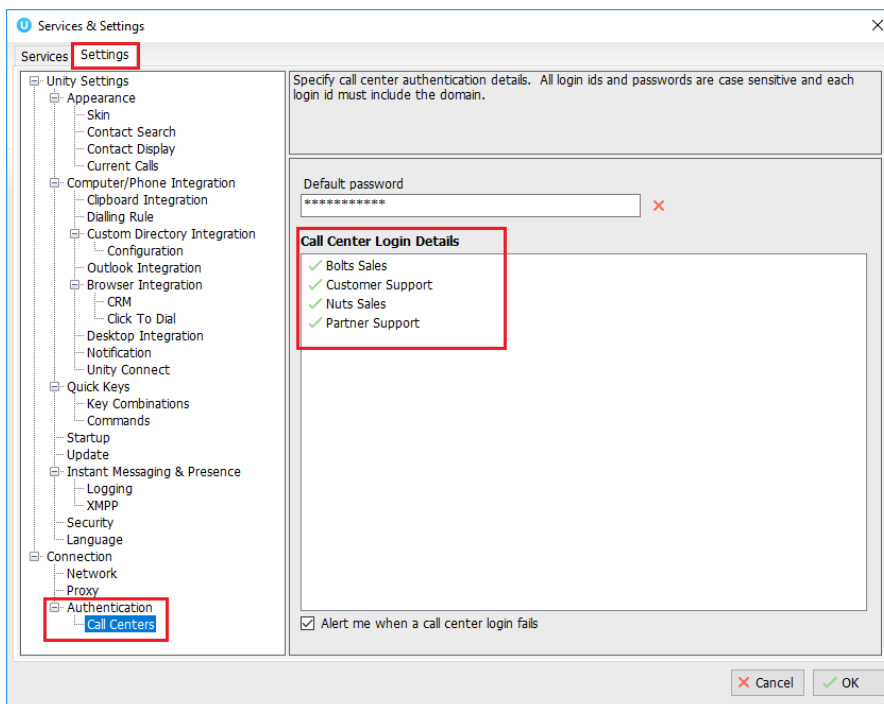 Services & Settings
Services Settings
Unity Settings
Appearance
Skin
Contact Search
Contact Display
Current Calls
Computer/Phone Integration
Clipboard Integration
Dialling Rule
Custom Directory Integration
Configuration
Outlook Integration
Browser Integration
CRM
Click To Dial
Desktop Integration
Notification
Unity Connect
Quick Keys
Key Combinations
Commands
Startup
Update
Instant Messaging & Presence
Logging
XMPP
Security
Language
Connection
Network
Proxy
Authentication
Call Centers
Specify call center authentication details. All login ids and passwords are case sensitive and each
login id must include the domain.
Default password
***********
Call Center Login Details
Bolts Sales
Customer Support
Nuts Sales
Partner Support
Alert me when a call center login fails
Cancel OK